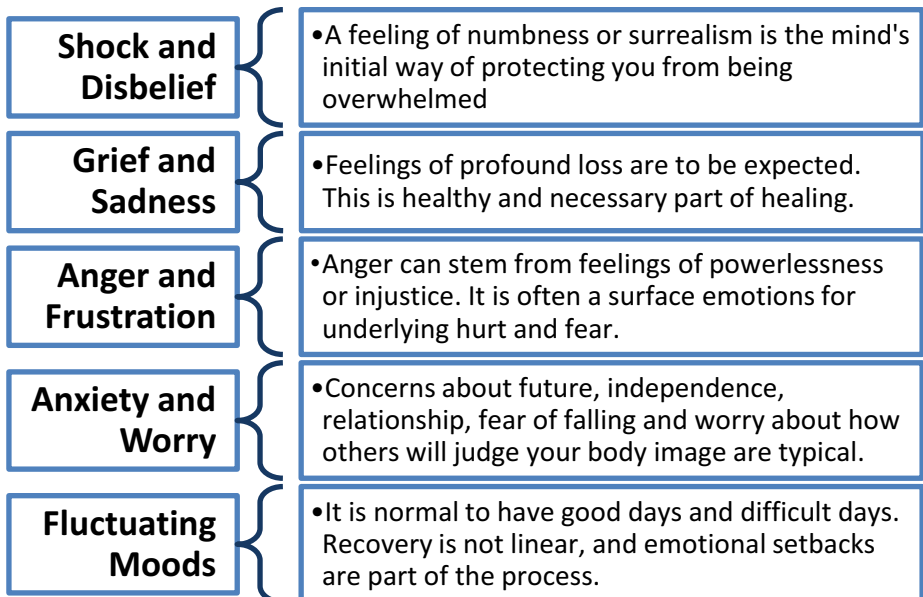 Shock and
Disbelief
•A feeling of numbness or surrealism is the mind's
initial way of protecting you from being
overwhelmed
Grief and
Sadness
•Feelings of profound loss are to be expected.
This is healthy and necessary part of healing.
Anger and
Frustration
•Anger can stem from feelings of powerlessness
or injustice. It is often a surface emotions for
underlying hurt and fear.
Anxiety and
Worry
•Concerns about future, independence,
relationship, fear of falling and worry about how
others will judge your body image are typical.
Fluctuating
Moods
•It is normal to have good days and difficult days.
Recovery is not linear, and emotional setbacks
are part of the process.